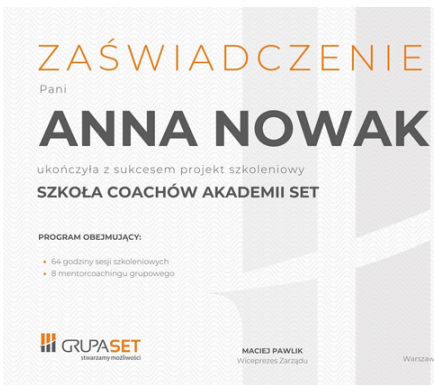 ZAŚWIADCZENIE
Pani
ANNA NOWAK
ukończyła z sukcesem projekt szkoleniowy
SZKOŁA COACHÓW AKADEMII SET
PROGRAM OBEJMUJĄCY:
• 64 godziny sesji szkoleniowych
• 8 mentorcoachingu grupowego
GRUPASET
stwarzamy możliwości
MACIEJ PAWLIK
Wiceprezes Zarządu